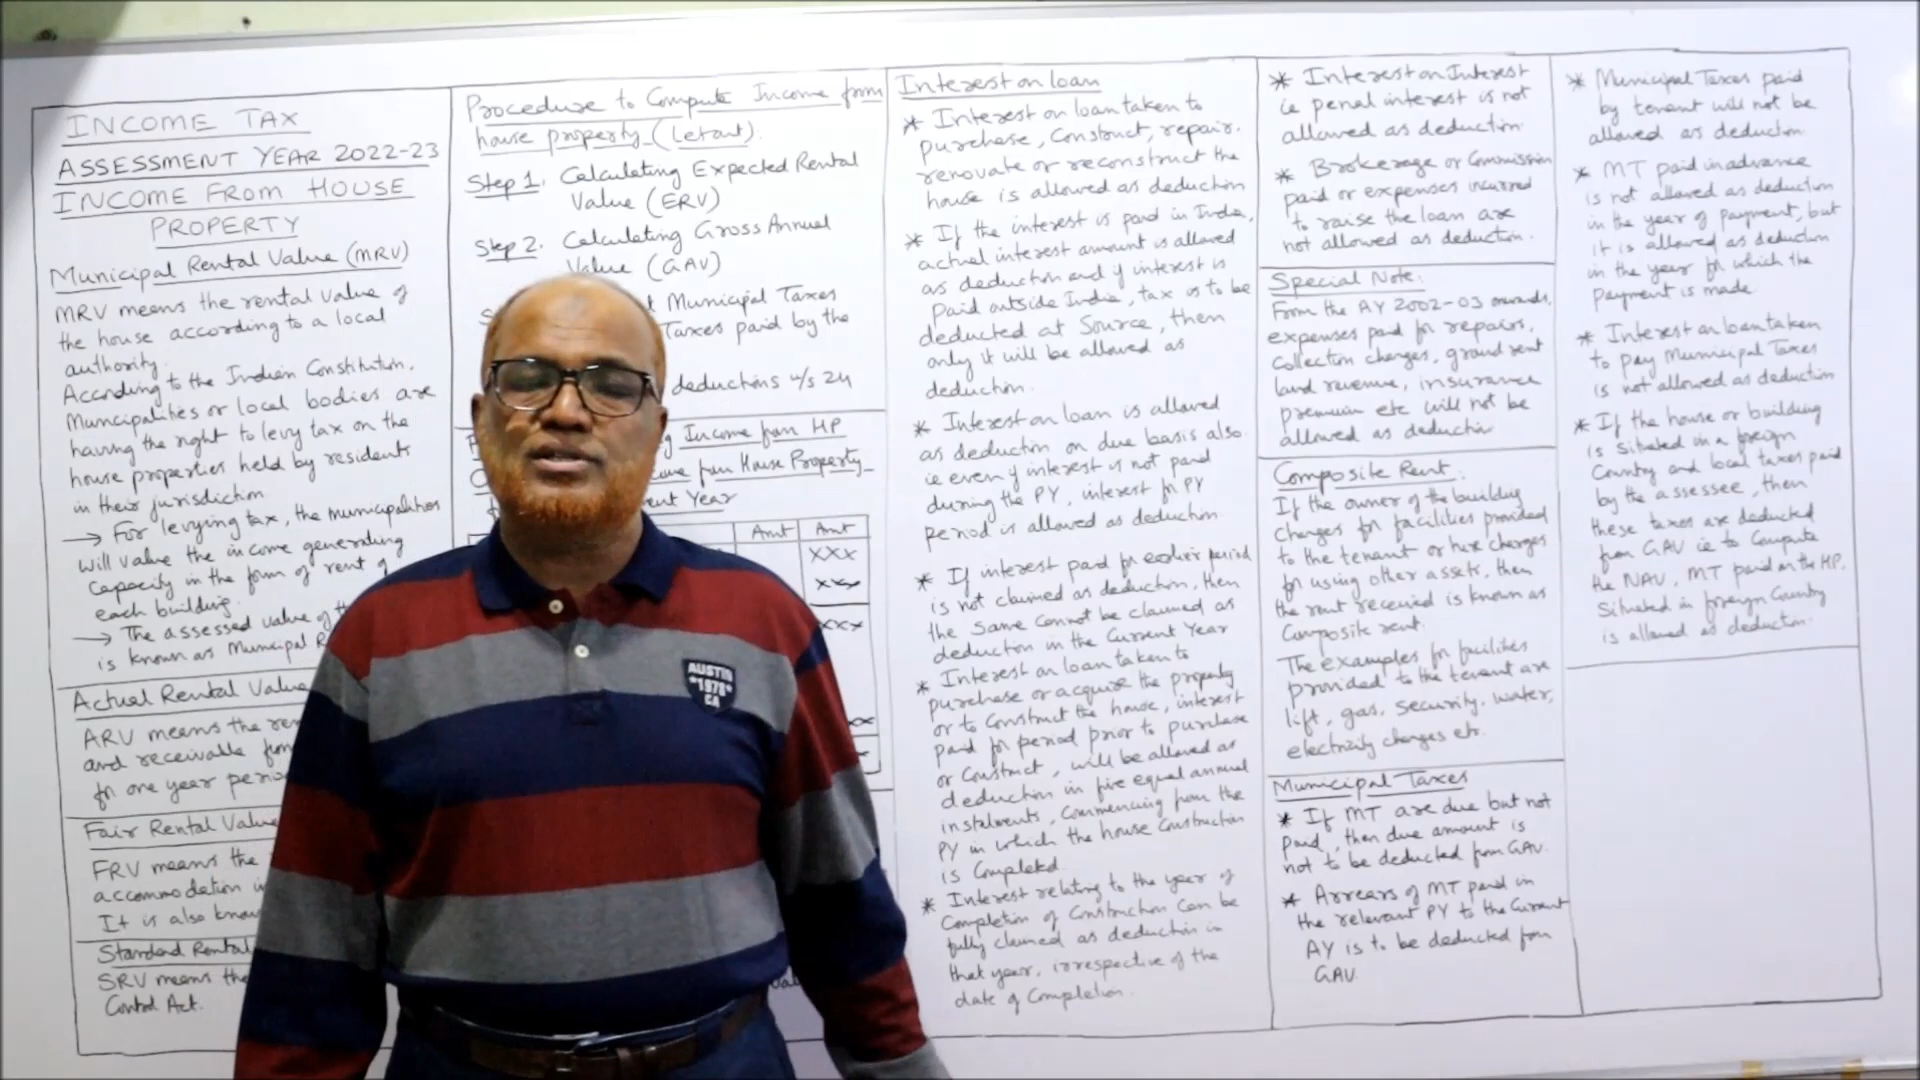 INCOME TAX
ASSESSMENT YEAR 2022-23
INCOME FROM HOUSE
PROPERTY
Municipal Rental Value (MRV)
MRV means the rental value of
the house according to a local
authority.
According to the Indian Constitution,
Municipalities or local bodies are
having the right to levy tax on the
house properties held by residents
in their jurisdiction
→ For levying tax, the municipalities
will value the income generating
capacity in the form of rent of
each building.
→ The assessed value of th
is known as Municipal R
Actual Rental Value
ARV means the ren
and receivable from
for one year perio
Fair Rental Value
FRV means the
accommodation i
It is also know
Standard Rental
SRV means the
Control Act.
Procedure to Compute Income from
house property (Letout).
Step 1. Calculating Expected Rental
Value (ERV)
Step 2. Calculating Gross Annual
Value (GAV)
S t Municipal Taxes
Taxes paid by the
deductions u/s 24
g Income from HP
ome from House Property
ent Year
Amt Amt
xxx
xxx
xxx
xx
x
AUSTIN
*1978*
CA
Interest on loan
* Interest on loan taken to
purchase, Construct, repair,
renovate or reconstruct the
house is allowed as deduction
* If the interest is paid in India,
actual interest amount is allowed
as deduction and if interest is
Paid outside India, tax is to be
deducted at Source, then
only it will be allowed as
deduction.
* Interest on loan is allowed
as deduction on due basis also
ie even if interest is not paid
during the PY, interest for PY
period is allowed as deduction
* If interest paid for earlier period
is not claimed as deduction, then
the same cannot be claimed as
deduction in the Current Year
* Interest on loan taken to
purchase or acquire the property
or to Construct the house, interest
paid for period prior to purchase
or Construct, will be allowed as
deduction in five equal annual
instalments, Commencing from the
PY in which the house Construction
is Completed.
* Interest relating to the year of
Completion of Construction Can be
fully claimed as deduction in
that year, irrespective of the
date of Completion.
* Interest on Interest
ie penal interest is not
allowed as deduction.
* Brokerage or Commission
paid or expenses incurred
to raise the loan are
not allowed as deduction.
Special Note:
From the AY 2002-03 onwards,
expenses paid for repairs,
Collection charges, ground rent
land revenue, insurance
premium etc will not be
allowed as deduction
Composite Rent:
If the owner of the building
charges for facilities provided
to the tenant or hire charges
for using other assets, then
the rent received is known as
Composite rent.
The examples for facilities
provided to the tenant are
lift, gas, security, water,
electricity charges etc.
Municipal Taxes
* If MT are due but not
Paid, then due amount is
not to be deducted from GAV.
* Arrears of MT paid in
the relevant PY to the Current
AY is to be deducted from
GAV.
* Municipal Taxes paid
by tenant will not be
allowed as deduction.
* MT paid in advance
is not allowed as deduction
in the year of payment, but
it is allowed as deduction
in the year for which the
payment is made.
* Interest on loan taken
to pay Municipal Taxes
is not allowed as deduction
* If the house or building
is Situated in a foreign
Country and local taxes paid
by the assessee, then
these taxes are deducted
from GAV ie to Compute
the NAV, MT paid on the HP,
Situated in foreign Country
is allowed as deduction.